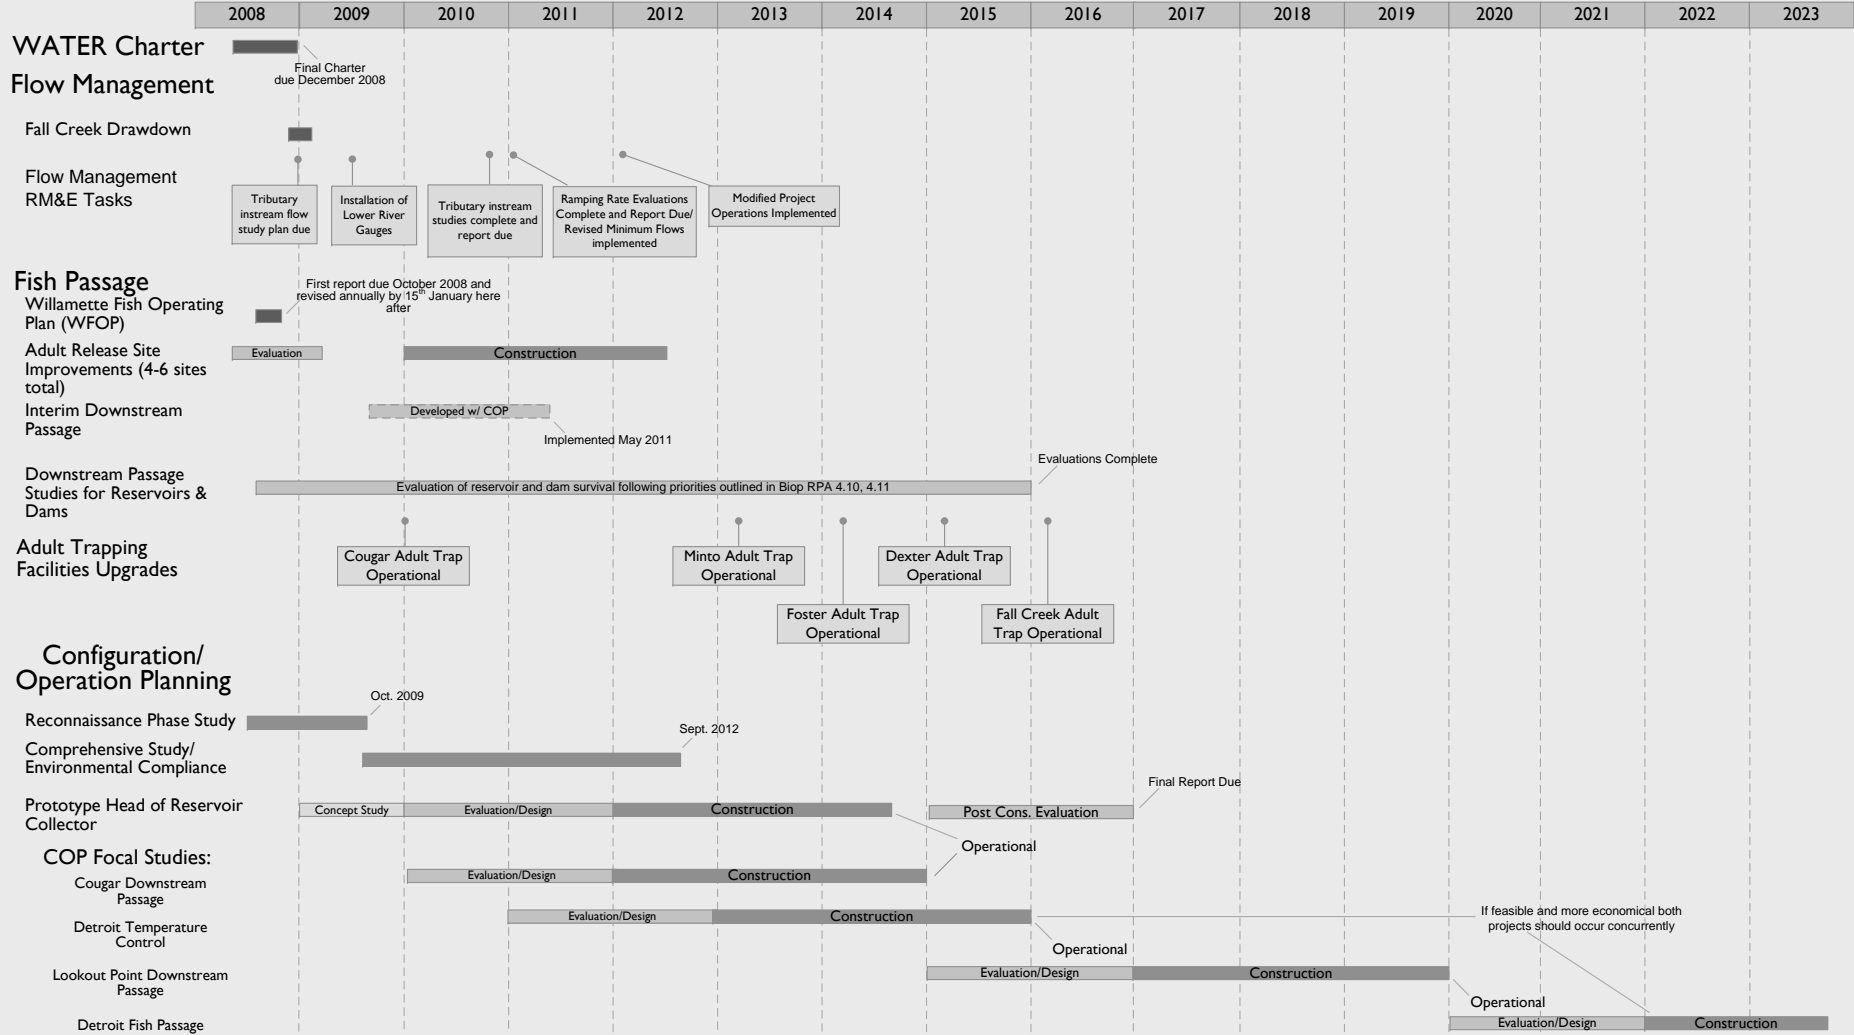 2008 2009 2010 2011 2012 2013 2014 2015 2016 2017 2018 2019 2020 2021 2022 2023
WATER Charter
Final Charter
due December 2008
Flow Management
Fall Creek Drawdown
Flow Management
RM&E Tasks
Tributary
instream flow
study plan due
Installation of
Lower River
Gauges
Tributary instream
studies complete and
report due
Ramping Rate Evaluations
Complete and Report Due/
Revised Minimum Flows
implemented
Modified Project
Operations Implemented
Fish Passage
Willamette Fish Operating
Plan (WFOP)
First report due October 2008 and
revised annually by 15th January here
after
Adult Release Site
Improvements (4-6 sites
total)
Evaluation
Construction
Interim Downstream
Passage
Developed w/ COP
Implemented May 2011
Downstream Passage
Studies for Reservoirs &
Dams
Evaluation of reservoir and dam survival following priorities outlined in Biop RPA 4.10, 4.11
Evaluations Complete
Adult Trapping
Facilities Upgrades
Cougar Adult Trap
Operational
Minto Adult Trap
Operational
Dexter Adult Trap
Operational
Foster Adult Trap
Operational
Fall Creek Adult
Trap Operational
Configuration/
Operation Planning
Reconnaissance Phase Study
Oct. 2009
Comprehensive Study/
Environmental Compliance
Sept. 2012
Prototype Head of Reservoir
Collector
Concept Study
Evaluation/Design
Construction
Post Cons. Evaluation
Final Report Due
Operational
COP Focal Studies:
Cougar Downstream
Passage
Evaluation/Design
Construction
Detroit Temperature
Control
Evaluation/Design
Construction
Operational
If feasible and more economical both
projects should occur concurrently
Lookout Point Downstream
Passage
Evaluation/Design
Construction
Operational
Detroit Fish Passage
Evaluation/Design
Construction